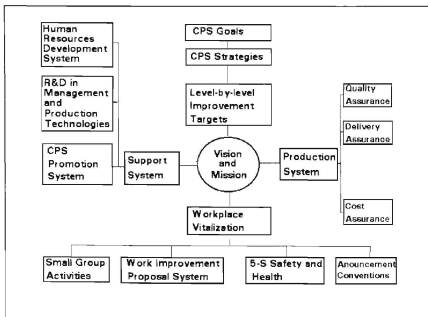 Human
Resources
Development
System
CPS Goals
CPS Strategies
R&D in
Management
and
Production
Technologies
Level-by-level
Improvement
Targets
Quality
Assurance
Delivery
Assurance
CPS
Promotion
System
Support
System
Vision
and
Mission
Production
System
Cost
Assurance
Workplace
Vitalization
Small Group
Activities
Work Improvement
Proposal System
5-S Safety and
Health
Anouncement
Conventions